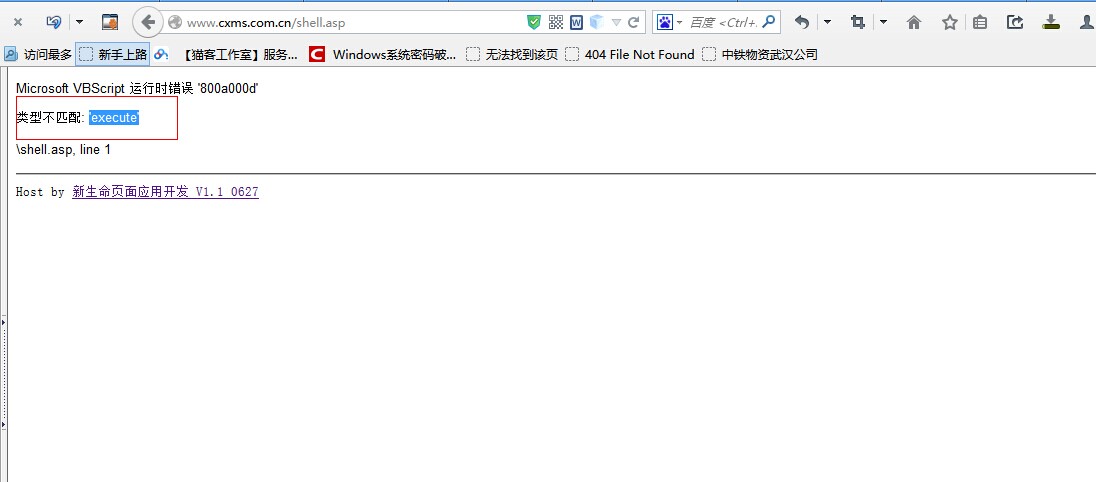 www.cxms.com.cn/shell.asp
百度 <Ctrl+.
访问最多 新手上路 【猫客工作室】服务... C Windows系统密码破... 无法找到该页 404 File Not Found 中铁物资武汉公司
Microsoft VBScript 运行时错误 '800a000d'
类型不匹配: 'execute'
\shell.asp, line 1
Host by 新生命页面应用开发 V1.1 0627